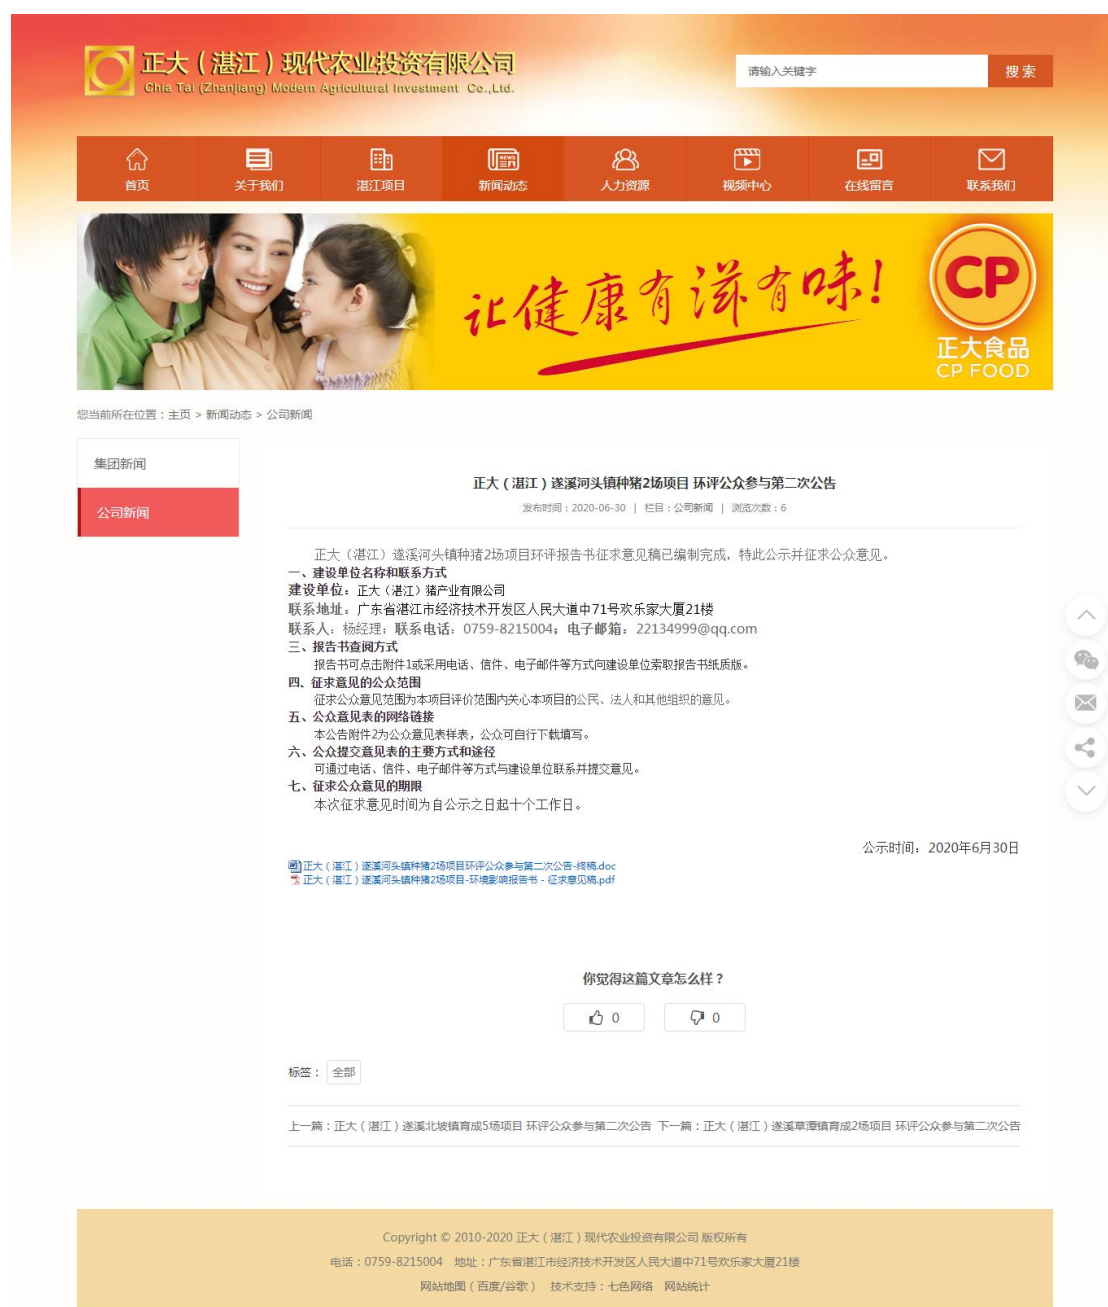 正大（湛江）现代农业投资有限公司
Chia Tai (Zhanjiang) Modern Agricultural Investment Co.,Ltd.
请输入关键字
搜 索
首页 关于我们 湛江项目 新闻动态 人力资源 视频中心 在线留言 联系我们
让健康有滋有味!
CP
正大食品
CP FOOD
您当前所在位置：主页 > 新闻动态 > 公司新闻
集团新闻
公司新闻
正大（湛江）遂溪河头镇种猪2场项目 环评公众参与第二次公告
发布时间：2020-06-30 | 栏目：公司新闻 | 浏览次数：6
正大（湛江）遂溪河头镇种猪2场项目环评报告书征求意见稿已编制完成，特此公示并征求公众意见。
一、建设单位名称和联系方式
建设单位：正大（湛江）猪产业有限公司
联系地址：广东省湛江市经济技术开发区人民大道中71号欢乐家大厦21楼
联系人：杨经理；联系电话：0759-8215004；电子邮箱：22134999@qq.com
三、报告书查阅方式
报告书可点击附件1或采用电话、信件、电子邮件等方式向建设单位索取报告书纸质版。
四、征求意见的公众范围
征求公众意见范围为本项目评价范围内关心本项目的公民、法人和其他组织的意见。
五、公众意见表的网络链接
本公告附件2为公众意见表样表，公众可自行下载填写。
六、公众提交意见表的主要方式和途径
可通过电话、信件、电子邮件等方式与建设单位联系并提交意见。
七、征求公众意见的期限
本次征求意见时间为自公示之日起十个工作日。
公示时间：2020年6月30日
正大（湛江）遂溪河头镇种猪2场项目环评公众参与第二次公告-终稿.doc
正大（湛江）遂溪河头镇种猪2场项目-环境影响报告书 - 征求意见稿.pdf
你觉得这篇文章怎么样？
0 0
标签： 全部
上一篇：正大（湛江）遂溪北坡镇育成5场项目 环评公众参与第二次公告 下一篇：正大（湛江）遂溪草潭镇育成2场项目 环评公众参与第二次公告
Copyright © 2010-2020 正大（湛江）现代农业投资有限公司 版权所有
电话：0759-8215004 地址：广东省湛江市经济技术开发区人民大道中71号欢乐家大厦21楼
网站地图（百度/谷歌） 技术支持：七色网络 网站统计